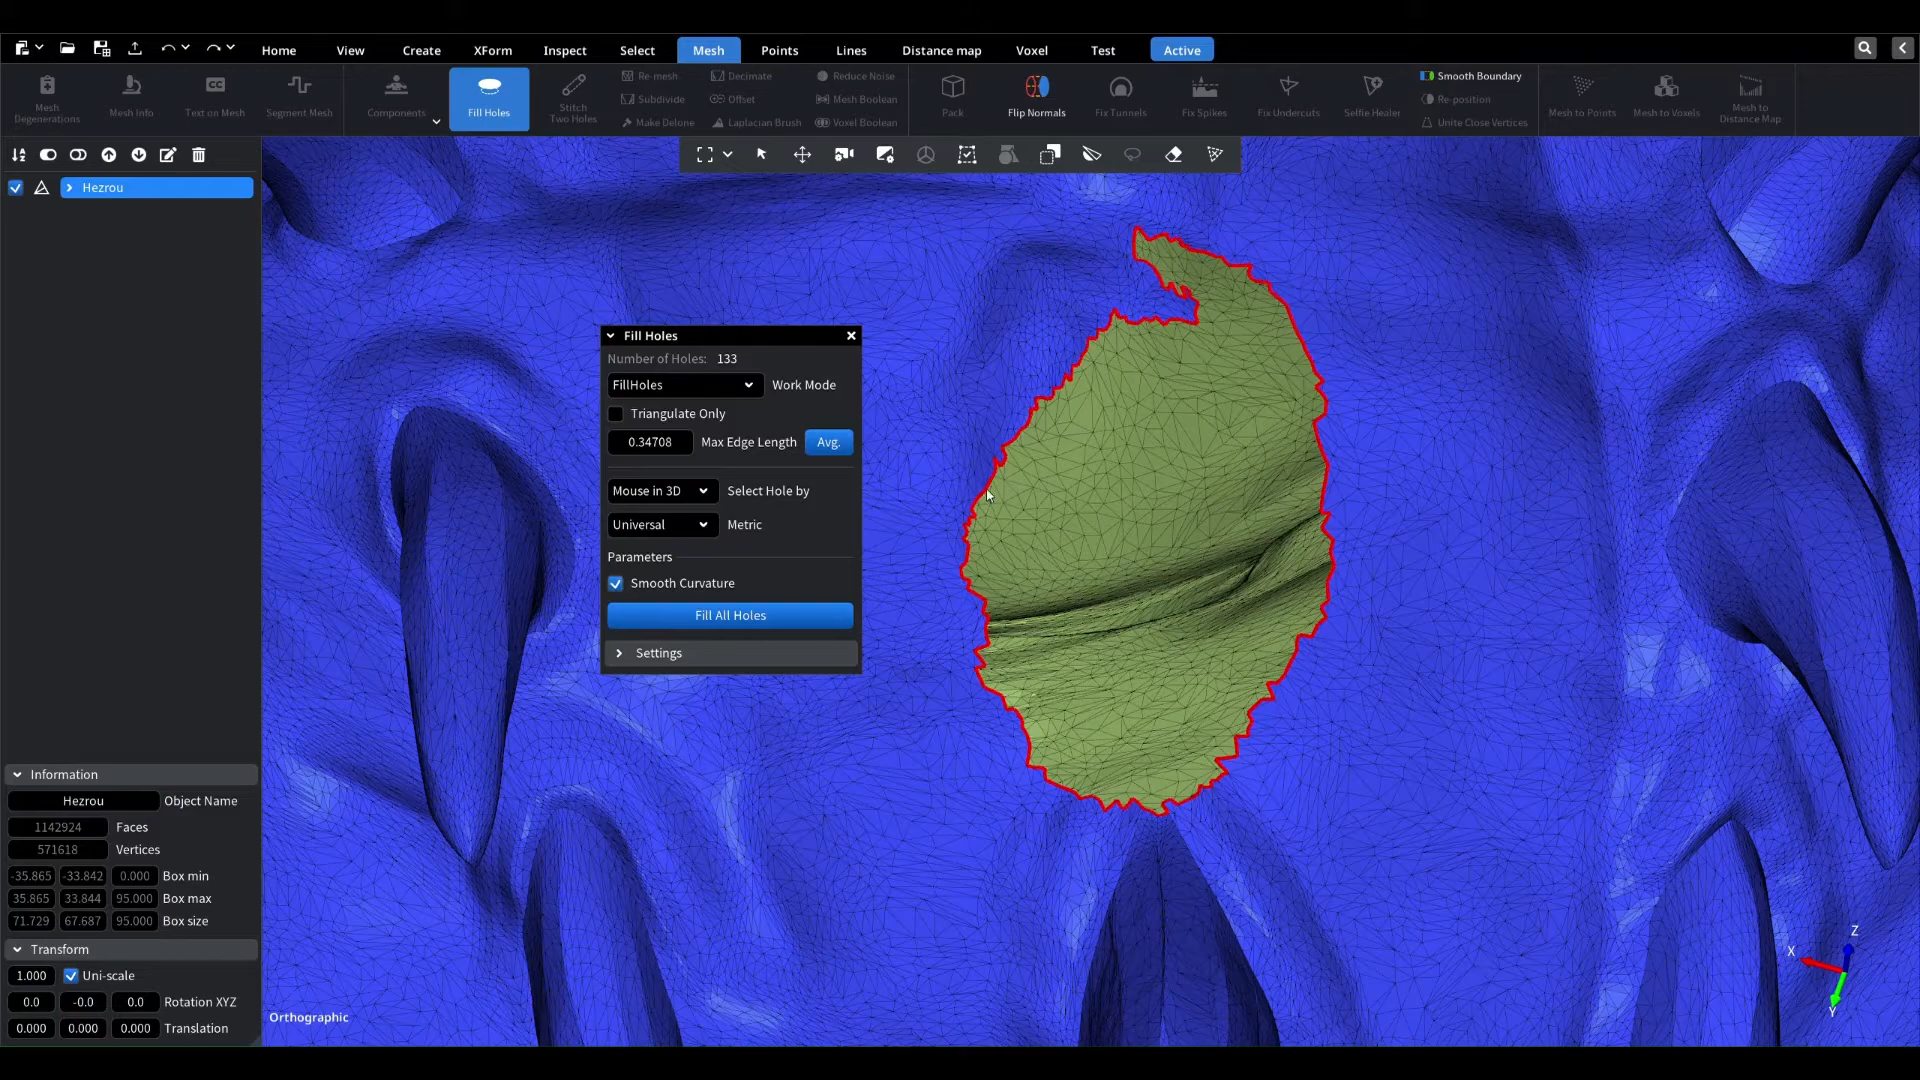 Home View Create XForm Inspect Select Mesh Points Lines Distance map Voxel Test Active
Mesh Degenerations
Mesh Info
CC
Text on Mesh
Segment Mesh
Components
Fill Holes
Stitch Two Holes
Re-mesh
Subdivide
Make Delone
Decimate
Offset
Laplacian Brush
Reduce Noise
Mesh Boolean
Voxel Boolean
Pack
Flip Normals
Fix Tunnels
Fix Spikes
Fix Undercuts
Selfie Healer
Smooth Boundary
Re-position
Unite Close Vertices
Mesh to Points
Mesh to Voxels
Mesh to Distance Map
Hezrou
Fill Holes
Number of Holes: 133
FillHoles Work Mode
Triangulate Only
0.34708 Max Edge Length Avg.
Mouse in 3D Select Hole by
Universal Metric
Parameters
Smooth Curvature
Fill All Holes
Settings
Information
Hezrou Object Name
1142924 Faces
571618 Vertices
-35.865 -33.842 0.000 Box min
35.865 33.844 95.000 Box max
71.729 67.687 95.000 Box size
Transform
1.000 Uni-scale
0.0 -0.0 0.0 Rotation XYZ
0.000 0.000 0.000 Translation
Orthographic
Z
X
Y